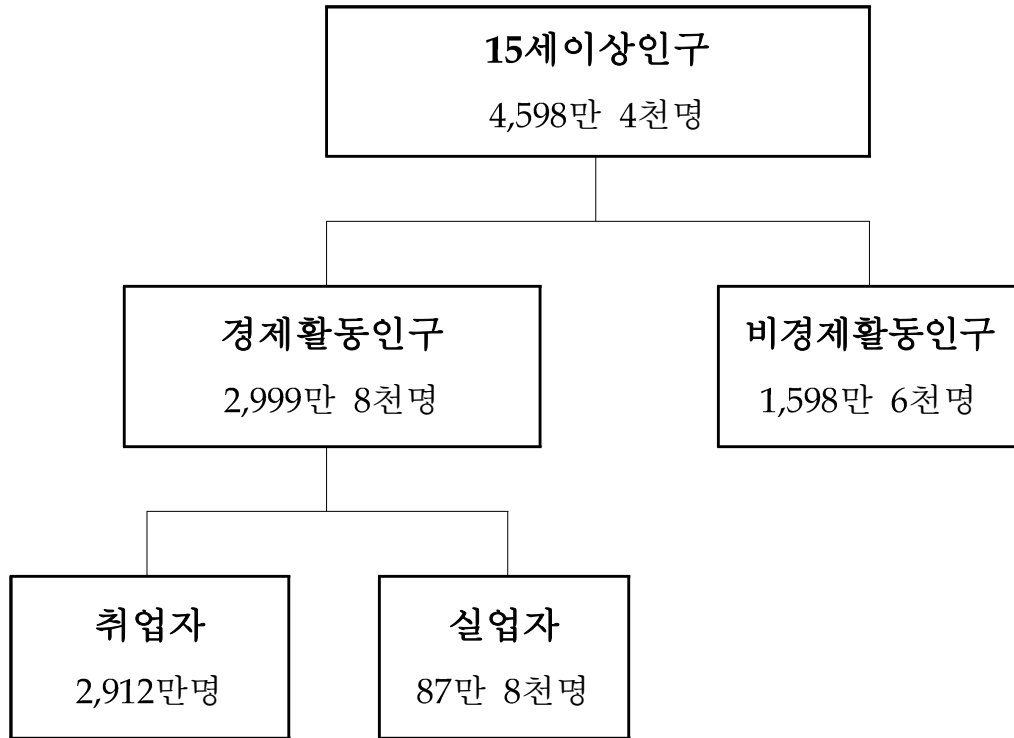 15세이상인구
4,598만 4천명
경제활동인구
2,999만 8천명
비경제활동인구
1,598만 6천명
취업자
2,912만명
실업자
87만 8천명